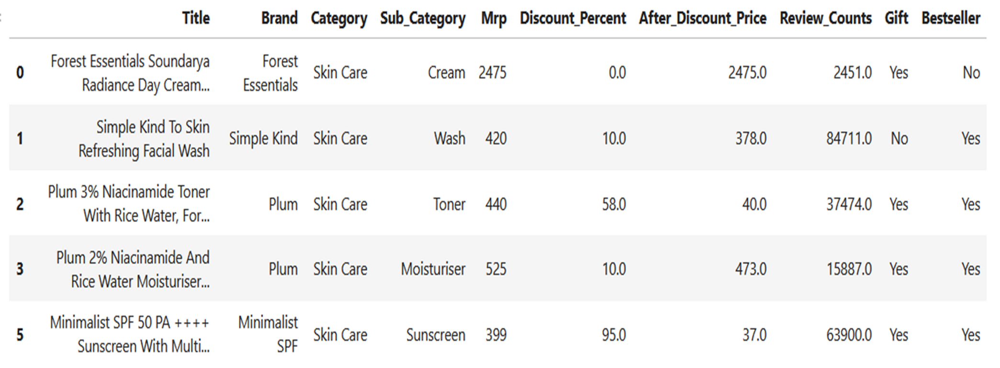 Title Brand Category Sub_Category Mrp Discount_Percent After_Discount_Price Review_Counts Gift Bestseller
0 Forest Essentials Soundarya Radiance Day Cream... Forest Essentials Skin Care Cream 2475 0.0 2475.0 2451.0 Yes No
1 Simple Kind To Skin Refreshing Facial Wash Simple Kind Skin Care Wash 420 10.0 378.0 84711.0 No Yes
2 Plum 3% Niacinamide Toner With Rice Water, For... Plum Skin Care Toner 440 58.0 40.0 37474.0 Yes Yes
3 Plum 2% Niacinamide And Rice Water Moisturiser... Plum Skin Care Moisturiser 525 10.0 473.0 15887.0 Yes Yes
5 Minimalist SPF 50 PA ++++ Sunscreen With Multi... Minimalist SPF Skin Care Sunscreen 399 95.0 37.0 63900.0 Yes Yes